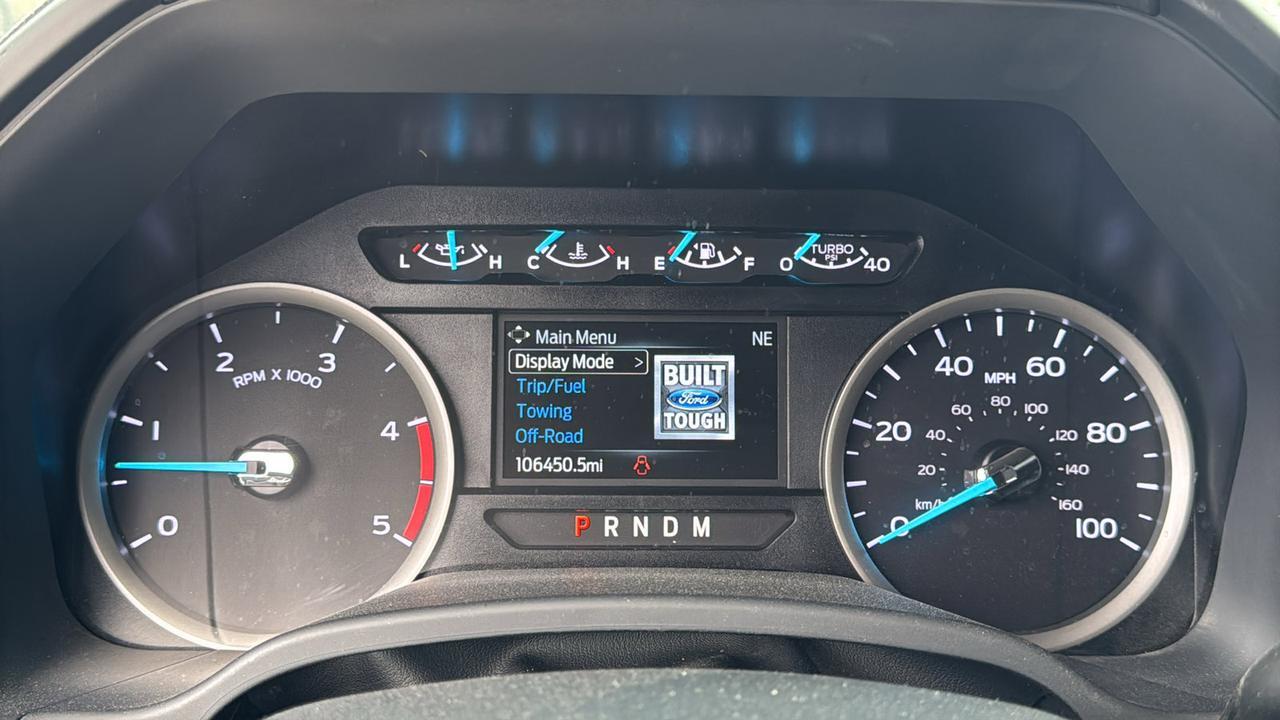 L H C H E F 0 TURBO PSI 40
Main Menu NE
Display Mode >
Trip/Fuel
Towing
Off-Road
106450.5mi
BUILT
Ford
TOUGH
P R N D M
0 1 2 3 4 5
RPM X 1000
0 20 40 60 80 100
MPH
km/h 20 40 60 80 100 120 140 160